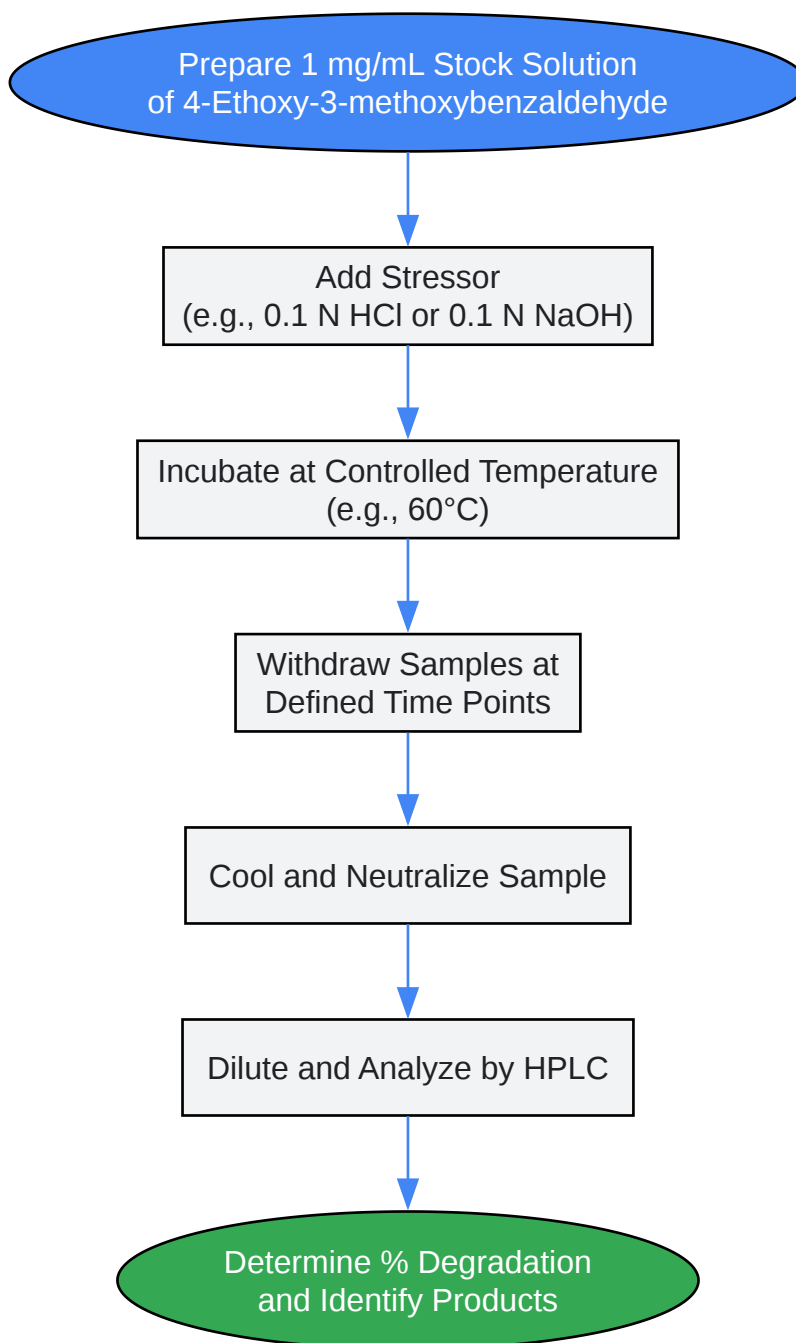 Prepare 1 mg/mL Stock Solution
of 4-Ethoxy-3-methoxybenzaldehyde
Add Stressor
(e.g., 0.1 N HCl or 0.1 N NaOH)
Incubate at Controlled Temperature
(e.g., 60°C)
Withdraw Samples at
Defined Time Points
Cool and Neutralize Sample
Dilute and Analyze by HPLC
Determine % Degradation
and Identify Products